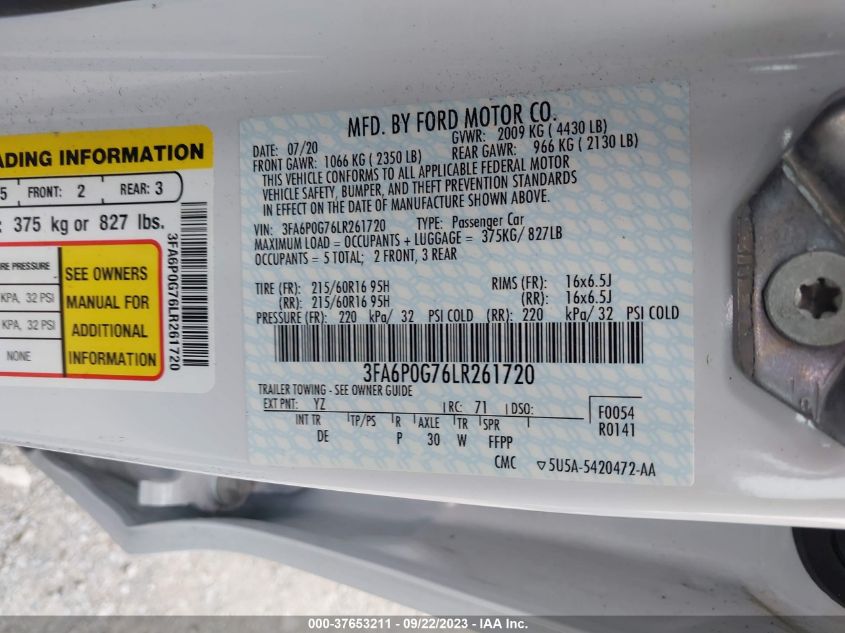 ADING INFORMATION
5 FRONT: 2 REAR: 3
: 375 kg or 827 lbs.
RE PRESSURE
KPA, 32 PSI
KPA, 32 PSI
NONE
SEE OWNERS
MANUAL FOR
ADDITIONAL
INFORMATION
3FA6P0G76LR261720
MFD. BY FORD MOTOR CO.
DATE: 07/20 GVWR: 2009 KG ( 4430 LB)
FRONT GAWR: 1066 KG ( 2350 LB) REAR GAWR: 966 KG ( 2130 LB)
THIS VEHICLE CONFORMS TO ALL APPLICABLE FEDERAL MOTOR
VEHICLE SAFETY, BUMPER, AND THEFT PREVENTION STANDARDS
IN EFFECT ON THE DATE OF MANUFACTURE SHOWN ABOVE.
VIN: 3FA6P0G76LR261720 TYPE: Passenger Car
MAXIMUM LOAD = OCCUPANTS + LUGGAGE = 375KG/ 827LB
OCCUPANTS = 5 TOTAL; 2 FRONT, 3 REAR
TIRE (FR): 215/60R16 95H RIMS (FR): 16x6.5J
(RR): 215/60R16 95H (RR): 16x6.5J
PRESSURE (FR): 220 kPa/ 32 PSI COLD (RR): 220 kPa/ 32 PSI COLD
3FA6P0G76LR261720
TRAILER TOWING - SEE OWNER GUIDE
EXT PNT: YZ RC: 71 DSO:
INT TR TP/PS R AXLE TR SPR
DE P 30 W FFPP
F0054
R0141
CMC ▽5U5A-5420472-AA
000-37653211 - 09/22/2023 - IAA Inc.